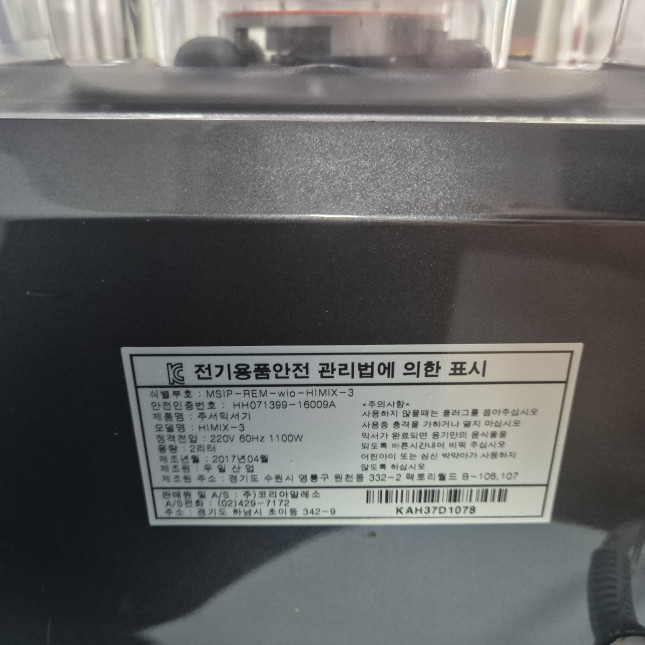 전기용품안전 관리법에 의한 표시
식별부호 : MSIP-REM-wio-HIMIX-3
안전인증번호 : HH071399-16009A
제품명 : 주서믹서기
모델명 : HIMIX-3
정격전압 : 220V 60Hz 1100W
용량 : 2리터
제조년월 : 2017년04월
제조원 : 우일 산업
*주의사항*
사용하지 않을때는 플러그를 뽑아주십시오
사용중 충격을 가하거나 열지 마십시오
믹서가 완료되면 용기안의 음식물을
되도록 빠른시간내에 비워 주십시오
어린아이 또는 심신 박약아가 사용하지
않도록 하십시오
주소 : 경기도 수원시 영통구 원천동 332-2 렉토리월드 B-106,107
판매원 및 A/S : 주)코리아알레소
A/S전화 : (02)429-7172
주소 : 경기도 하남시 초이동 342-9
KAH37D1078